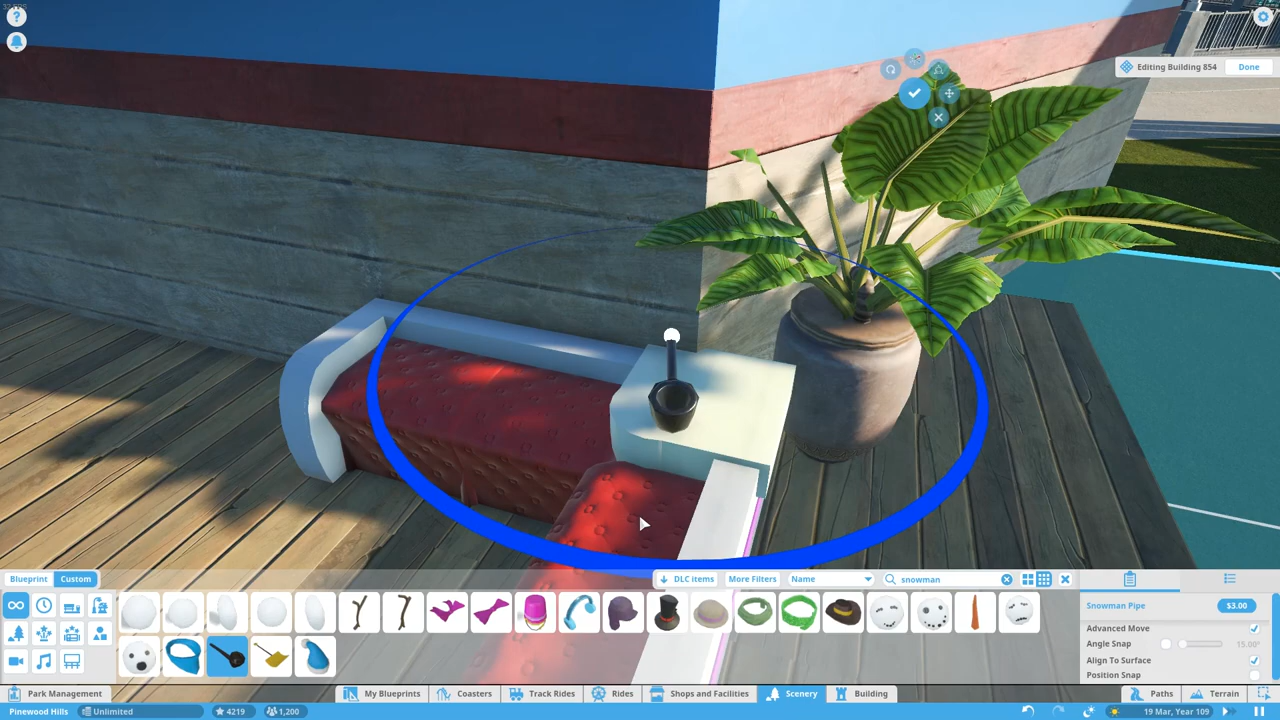 ?
Editing Building 854
Done
Blueprint
Custom
DLC items
More Filters
Name
snowman
Snowman Pipe
$3.00
Advanced Move
Angle Snap
15.00°
Align To Surface
Position Snap
Park Management
My Blueprints
Coasters
Track Rides
Rides
Shops and Facilities
Scenery
Building
Paths
Terrain
Pinewood Hills
Unlimited
4219
1,200
19 Mar, Year 109